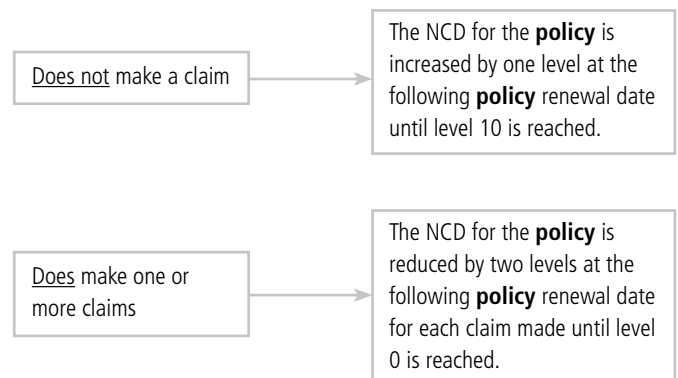 Does not make a claim
The NCD for the policy is
increased by one level at the
following policy renewal date
until level 10 is reached.
Does make one or
more claims
The NCD for the policy is
reduced by two levels at the
following policy renewal date
for each claim made until level
0 is reached.